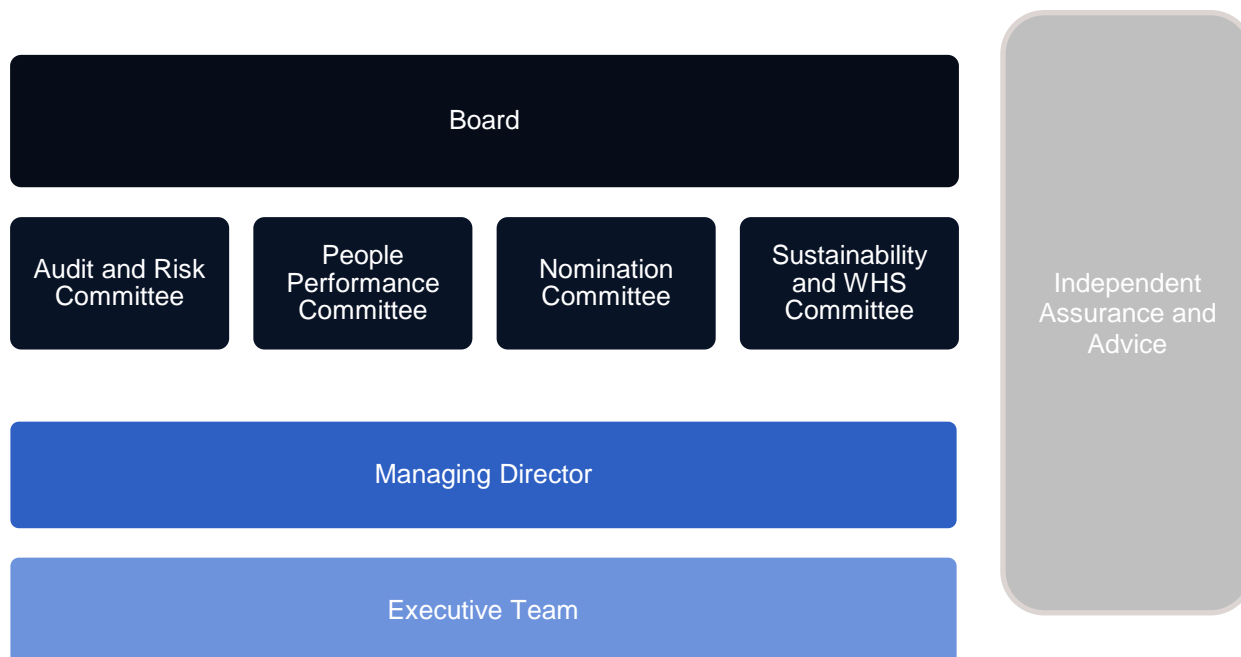 Board
Audit and Risk
Committee
People
Performance
Committee
Nomination
Committee
Sustainability
and WHS
Committee
Independent
Assurance and
Advice
Managing Director
Executive Team